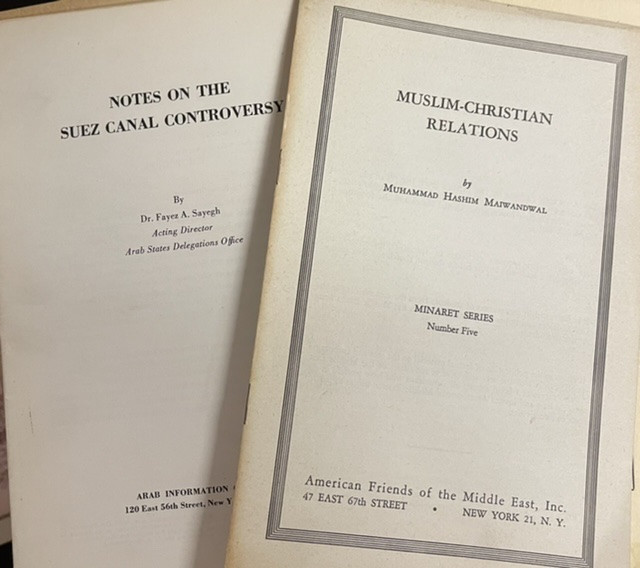 NOTES ON THE
SUEZ CANAL CONTROVERSY
By
Dr. Fayez A. Sayegh
Acting Director
Arab States Delegations Office
ARAB INFORMATION
120 East 56th Street, New Y
MUSLIM-CHRISTIAN
RELATIONS
by
MUHAMMAD HASHIM MAIWANDWAL
MINARET SERIES
Number Five
American Friends of the Middle East, Inc.
47 EAST 67th STREET • NEW YORK 21, N. Y.